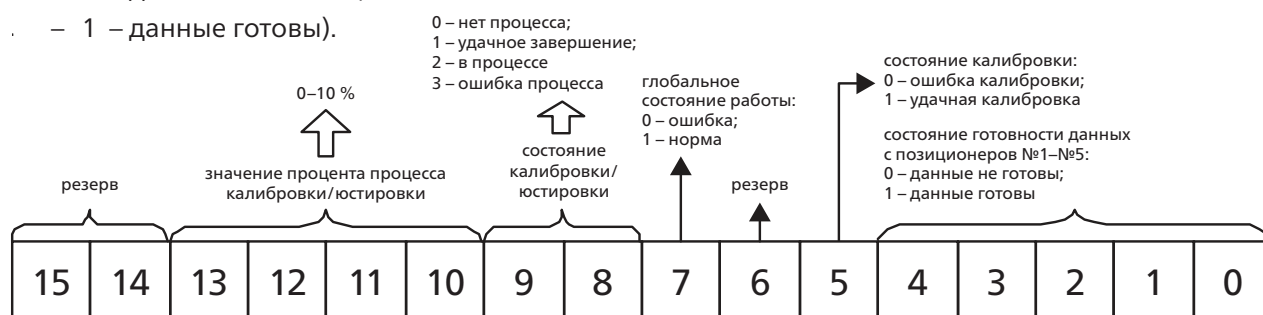 – 1 – данные готовы).
0 – нет процесса;
1 – удачное завершение;
2 – в процессе
3 – ошибка процесса
0–10 %
глобальное
состояние работы:
0 – ошибка;
1 – норма
состояние калибровки:
0 – ошибка калибровки;
1 – удачная калибровка
состояние готовности данных
с позиционеров №1–№5:
0 – данные не готовы;
1 – данные готовы
резерв
значение процента процесса
калибровки/юстировки
состояние
калибровки/
юстировки
резерв
15 14 13 12 11 10 9 8 7 6 5 4 3 2 1 0